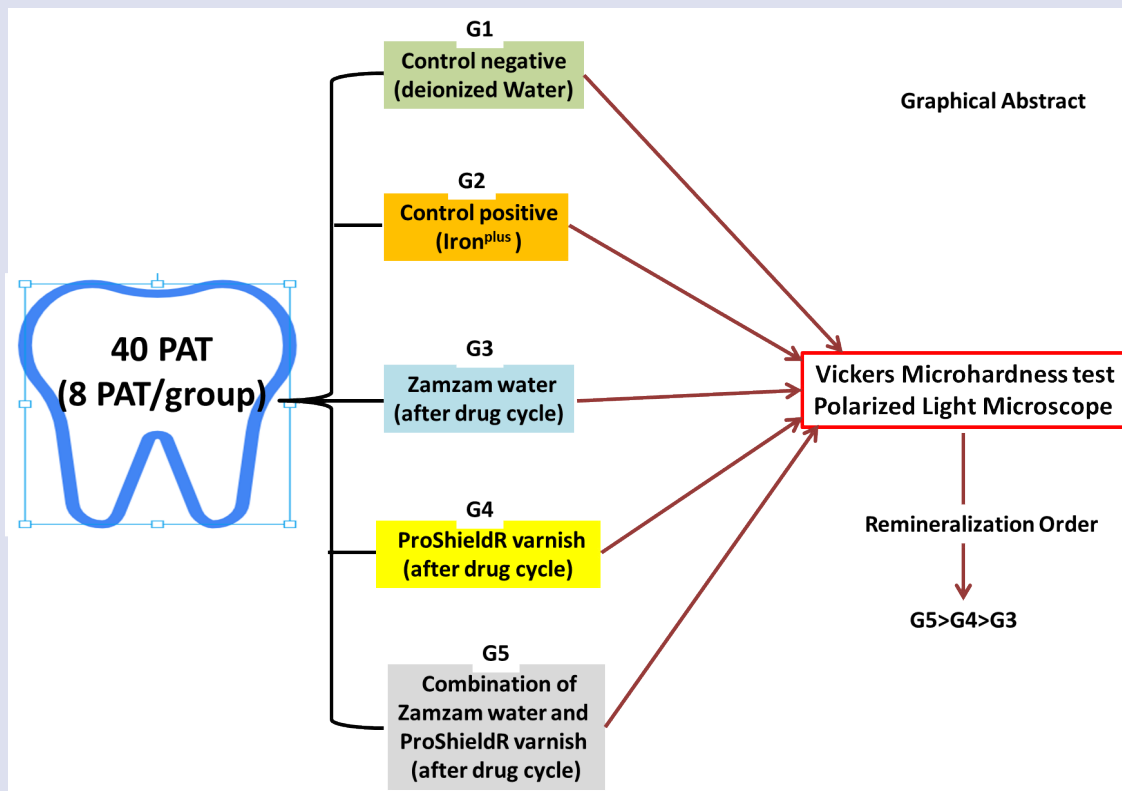 Graphical Abstract
40 PAT
(8 PAT/group)
G1
Control negative
(deionized Water)
G2
Control positive
(Iron^plus )
G3
Zamzam water
(after drug cycle)
G4
ProShieldR varnish
(after drug cycle)
G5
Combination of
Zamzam water and
ProShieldR varnish
(after drug cycle)
Vickers Microhardness test
Polarized Light Microscope
Remineralization Order
G5>G4>G3